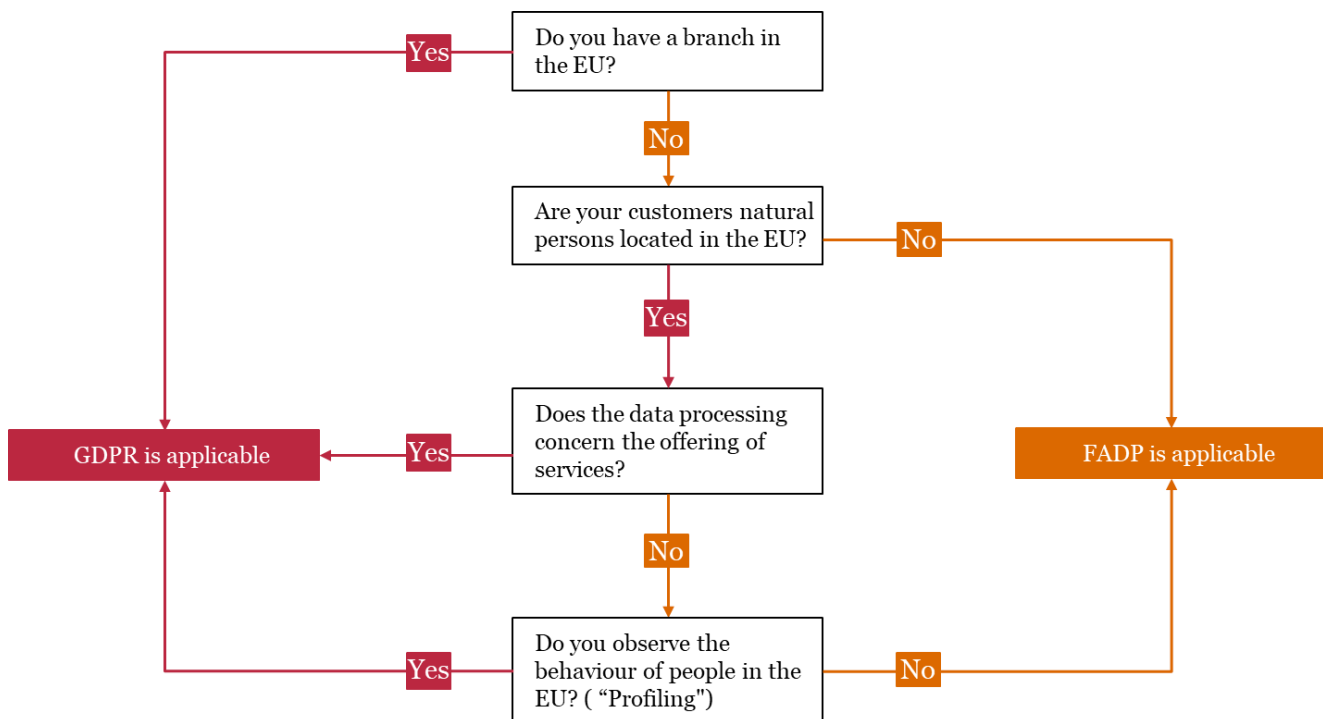 Do you have a branch in
the EU?
Yes
No
Are your customers natural
persons located in the EU?
No
Yes
Does the data processing
concern the offering of
services?
Yes
GDPR is applicable
FADP is applicable
No
Do you observe the
behaviour of people in the
EU? ( “Profiling")
Yes
No